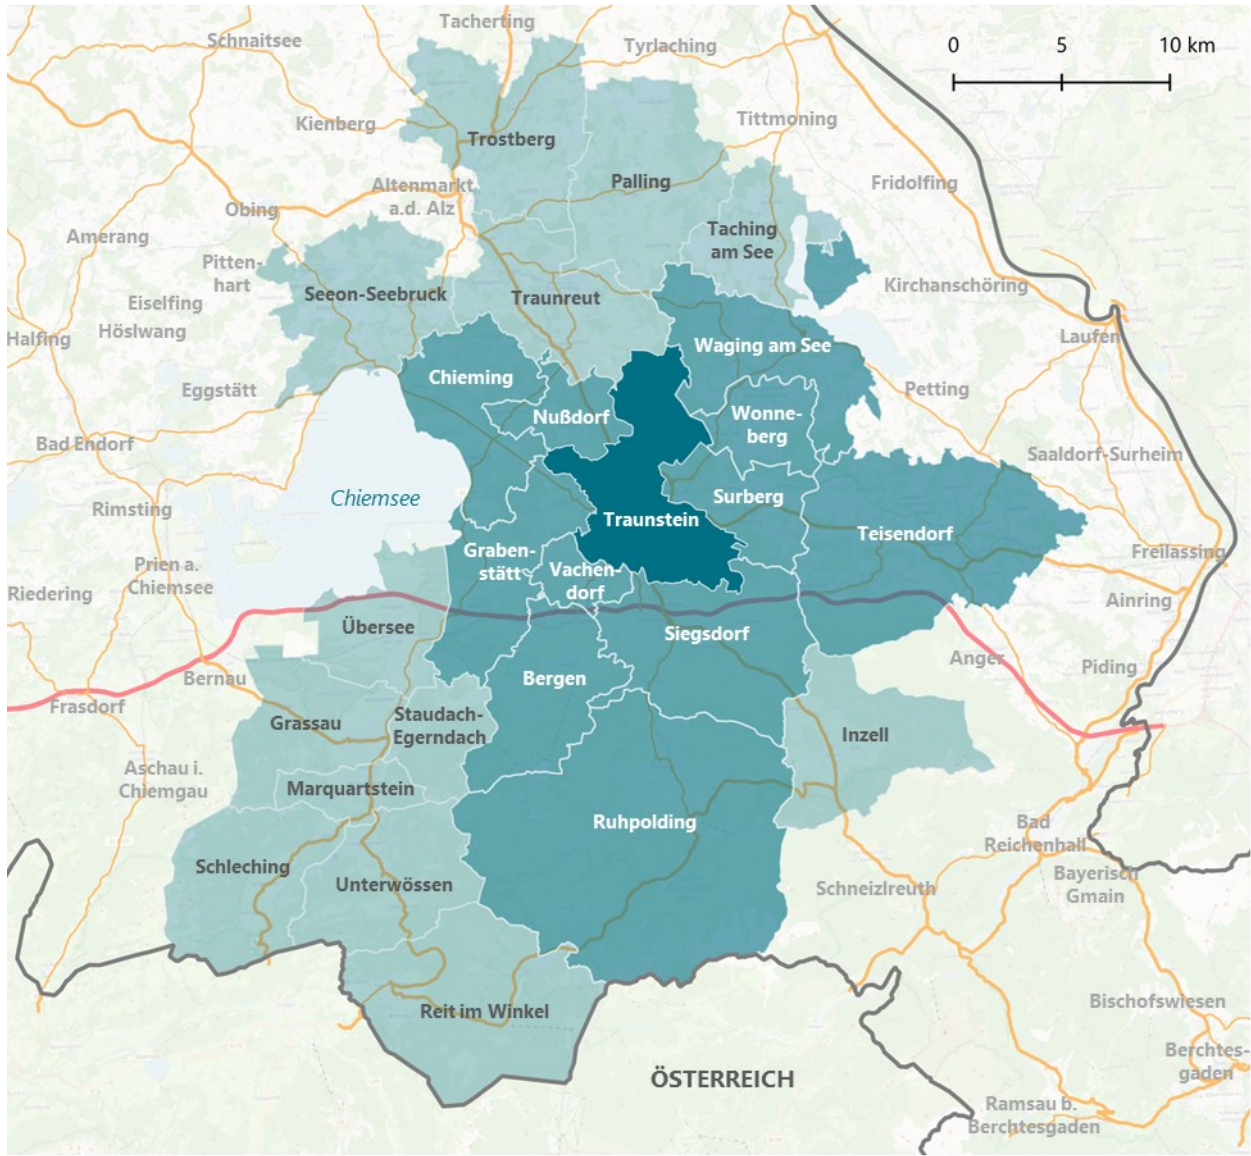 Tacherting
Schnaitsee
Tyrlaching
0 5 10 km
Kienberg
Trostberg
Tittmoning
Altenmarkt
a.d. Alz
Palling
Fridolfing
Obing
Amerang
Taching
am See
Pitten-
hart
Eiselfing
Seeon-Seebruck
Traunreut
Kirchanschöring
Höslwang
Halfing
Laufen
Waging am See
Eggstätt
Chieming
Petting
Nußdorf
Wonne-
berg
Bad Endorf
Saaldorf-Surheim
Chiemsee
Surberg
Rimsting
Traunstein
Teisendorf
Graben-
stätt
Freilassing
Prien a.
Chiemsee
Vachen-
dorf
Riedering
Ainring
Übersee
Siegsdorf
Anger
Piding
Bernau
Bergen
Frasdorf
Grassau
Staudach-
Egerndach
Inzell
Aschau i.
Chiemgau
Marquartstein
Ruhpolding
Bad
Reichenhall
Schleching
Unterwössen
Schneizlreuth
Bayerisch
Gmain
Reit im Winkel
Bischofswiesen
Berchtes-
gaden
ÖSTERREICH
Ramsau b.
Berchtesgaden